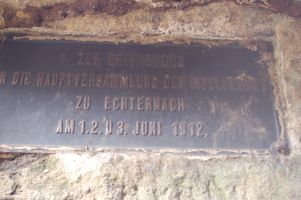 ZUR ERINNERUNG
AN DIE HAUPTVERSAMMLUNG DES
ZU ECHTERNACH
AM 1.2.U 3. JUNI 1912.